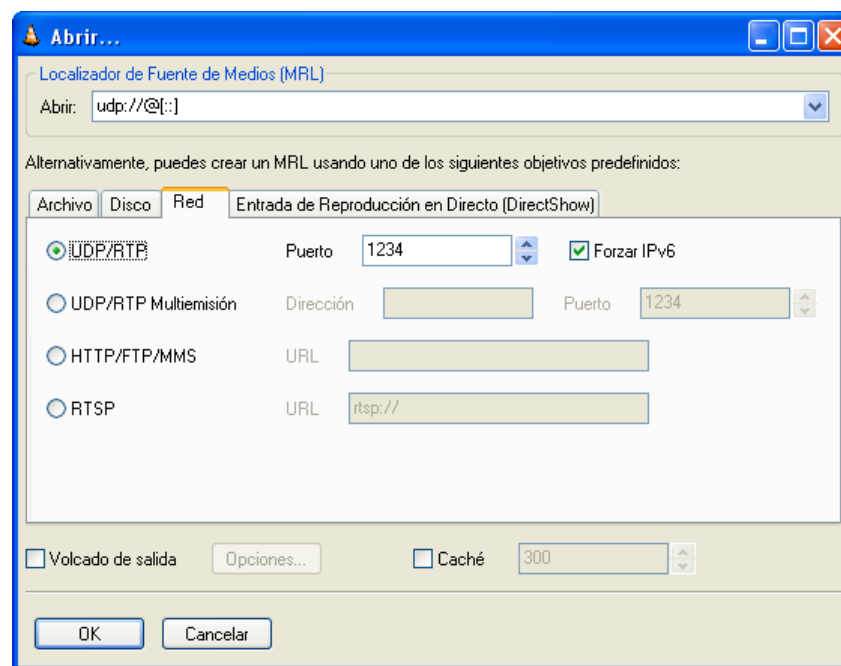 Abrir...
Localizador de Fuente de Medios (MRL)
Abrir: udp://@[::]
Alternativamente, puedes crear un MRL usando uno de los siguientes objetivos predefinidos:
Archivo Disco Red Entrada de Reproducción en Directo (DirectShow)
UDP/RTP Puerto 1234 Forzar IPv6
UDP/RTP Multiemisión Dirección Puerto 1234
HTTP/FTP/MMS URL
RTSP URL rtsp://
Volcado de salida Opciones... Caché 300
OK Cancelar